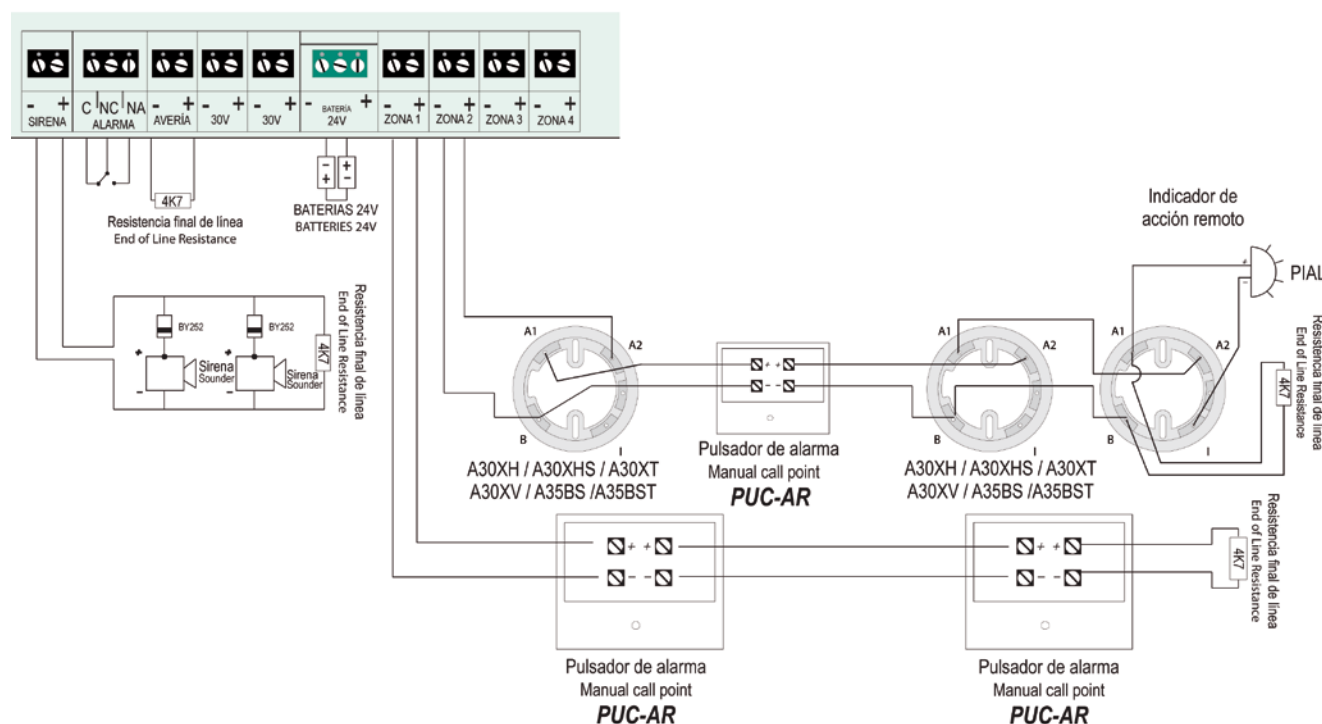 - +
SIRENA
C NC NA
ALARMA
- +
AVERÍA
- +
30V
- +
30V
- BATERÍA +
24V
- +
ZONA 1
- +
ZONA 2
- +
ZONA 3
- +
ZONA 4
4K7
Resistencia final de línea
End of Line Resistance
- +
+ -
BATERIAS 24V
BATTERIES 24V
BY252
BY252
+
-
Sirena
Sounder
+
-
Sirena
Sounder
4K7
Resistencia final de linea
End of Line Resistance
A1
A2
B
I
A30XH / A30XHS / A30XT
A30XV / A35BS /A35BST
+ +
- -
Pulsador de alarma
Manual call point
PUC-AR
A1
A2
B
I
A30XH / A30XHS / A30XT
A30XV / A35BS /A35BST
Indicador de
acción remoto
+
-
PIAL
A1
A2
B
I
4K7
Resistencia final de linea
End of Line Resistance
+ +
- -
Pulsador de alarma
Manual call point
PUC-AR
+ +
- -
Pulsador de alarma
Manual call point
PUC-AR
4K7
Resistencia final de linea
End of Line Resistance